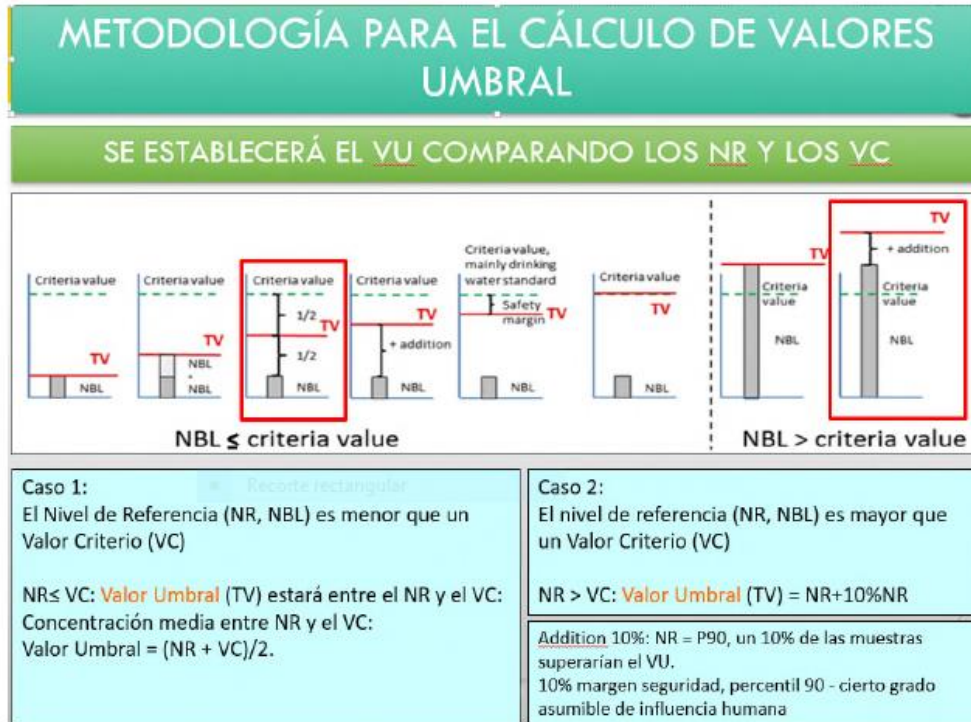 METODOLOGÍA PARA EL CÁLCULO DE VALORES
UMBRAL
SE ESTABLECERÁ EL VU COMPARANDO LOS NR Y LOS VC
Criteria value
TV
NBL
Criteria value
TV
NBL
+
NBL
Criteria value
1/2
TV
1/2
NBL
Criteria value
TV
+ addition
NBL
Criteria value,
mainly drinking
water standard
Safety
margin
TV
NBL
Criteria value
TV
NBL
NBL ≤ criteria value
TV
Criteria
value
NBL
TV
+ addition
Criteria
value
NBL
NBL > criteria value
Recorte rectangular
Caso 1:
El Nivel de Referencia (NR, NBL) es menor que un
Valor Criterio (VC)
NR≤ VC: Valor Umbral (TV) estará entre el NR y el VC:
Concentración media entre NR y el VC:
Valor Umbral = (NR + VC)/2.
Caso 2:
El nivel de referencia (NR, NBL) es mayor que
un Valor Criterio (VC)
NR > VC: Valor Umbral (TV) = NR+10%NR
Addition 10%: NR = P90, un 10% de las muestras
superarían el VU.
10% margen seguridad, percentil 90 - cierto grado
asumible de influencia humana